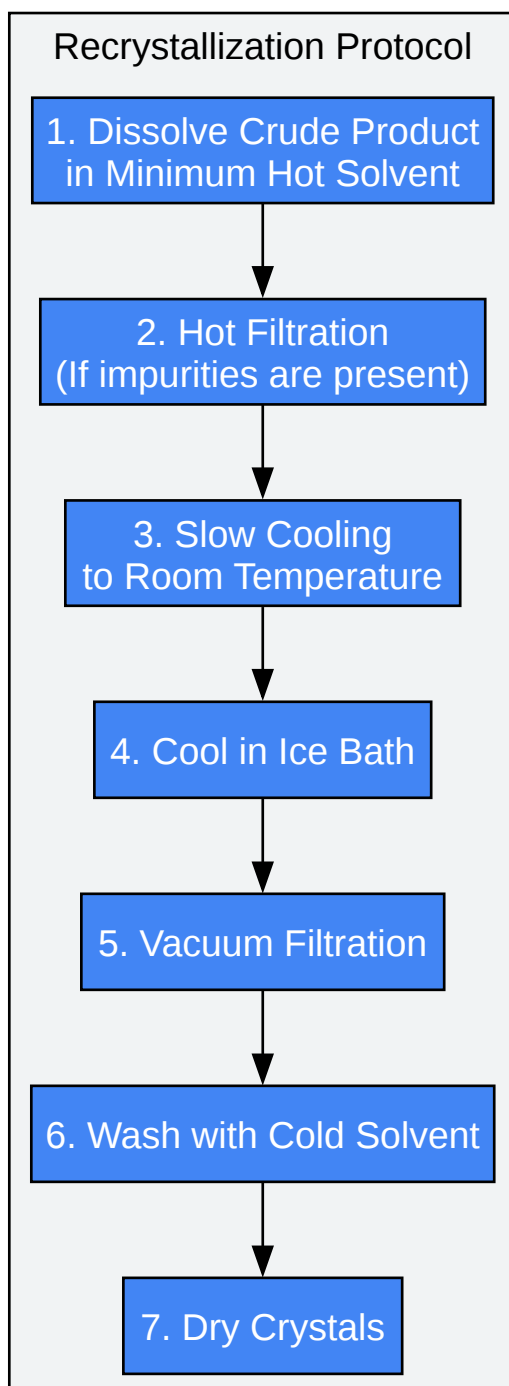 Recrystallization Protocol
1. Dissolve Crude Product
in Minimum Hot Solvent
2. Hot Filtration
(If impurities are present)
3. Slow Cooling
to Room Temperature
4. Cool in Ice Bath
5. Vacuum Filtration
6. Wash with Cold Solvent
7. Dry Crystals